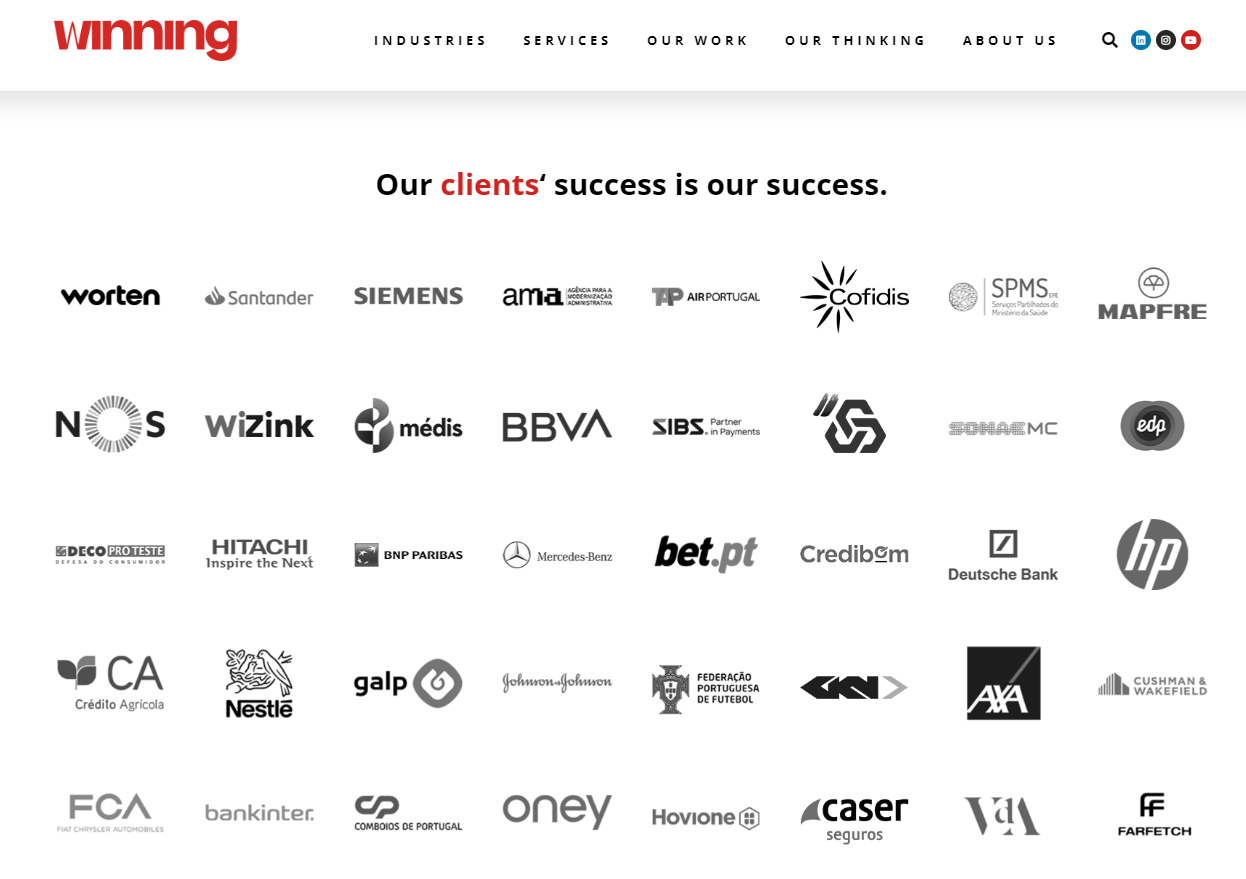 winning
INDUSTRIES SERVICES OUR WORK OUR THINKING ABOUT US
Our clients‘ success is our success.
worten
Santander
SIEMENS
ama AGÊNCIA PARA A
MODERNIZAÇÃO
ADMINISTRATIVA
TAP AIRPORTUGAL
Cofidis
SPMS EPE
Serviços Partilhados do
Ministério da Saúde
MAPFRE
NOS
WiZink
médis
BBVA
SIBS. Partner
in Payments
SONAE MC
edp
DECO PROTESTE
DEFESA DO CONSUMIDOR
HITACHI
Inspire the Next
BNP PARIBAS
Mercedes-Benz
bet.pt
Credibom
Deutsche Bank
hp
CA
Crédito Agrícola
Nestlé
galp
Johnson & Johnson
FEDERAÇÃO
PORTUGUESA
DE FUTEBOL
GKN
AXA
CUSHMAN &
WAKEFIELD
FCA
FIAT CHRYSLER AUTOMOBILES
bankinter.
CP
COMBOIOS DE PORTUGAL
oney
HOVIONE
caser
seguros
VdA
FF
FARFETCH